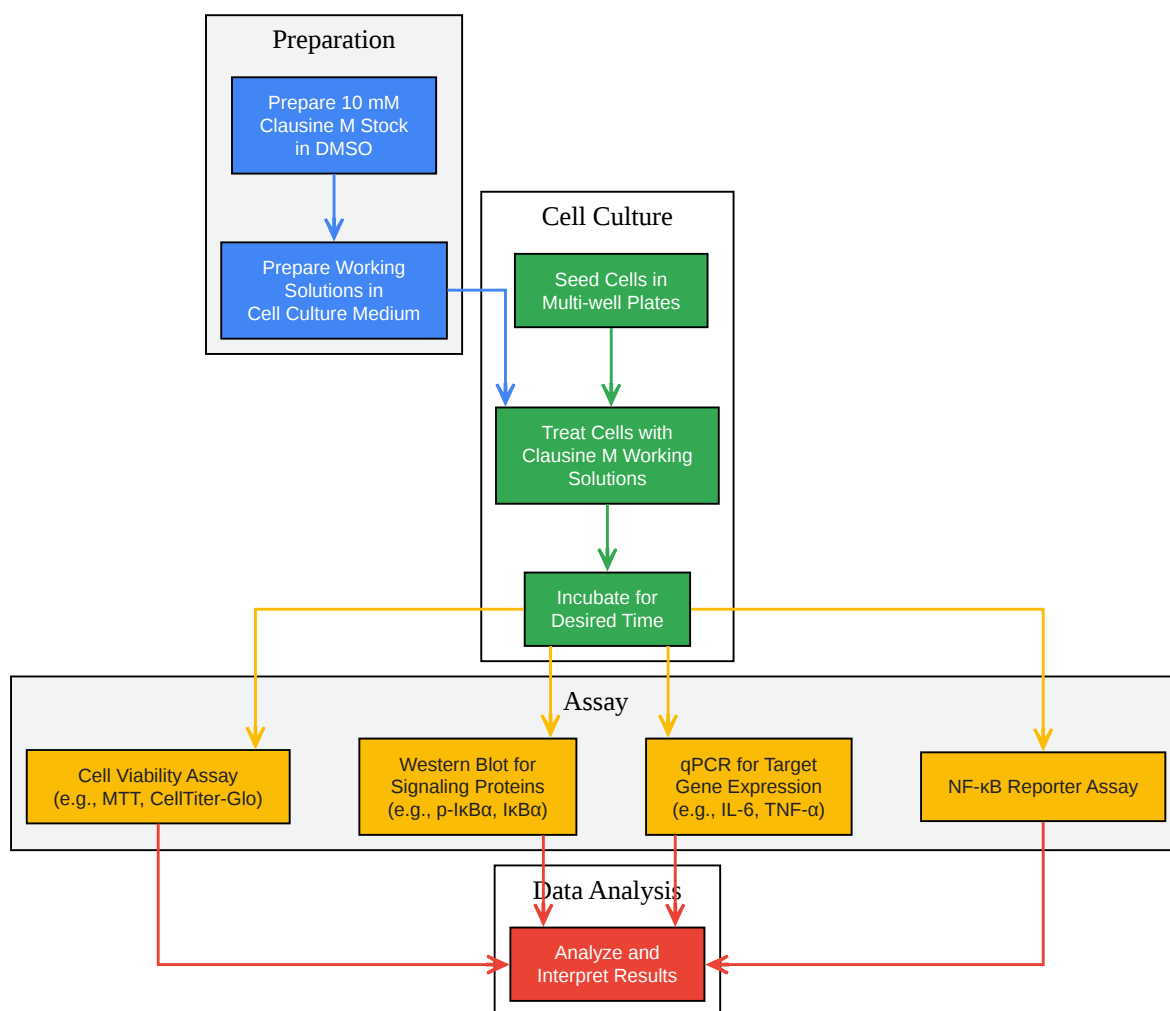 Preparation
Prepare 10 mM
Clausine M Stock
in DMSO
Prepare Working
Solutions in
Cell Culture Medium
Cell Culture
Seed Cells in
Multi-well Plates
Treat Cells with
Clausine M Working
Solutions
Incubate for
Desired Time
Assay
Cell Viability Assay
(e.g., MTT, CellTiter-Glo)
Western Blot for
Signaling Proteins
(e.g., p-IκBα, IκBα)
qPCR for Target
Gene Expression
(e.g., IL-6, TNF-α)
NF-κB Reporter Assay
Data Analysis
Analyze and
Interpret Results